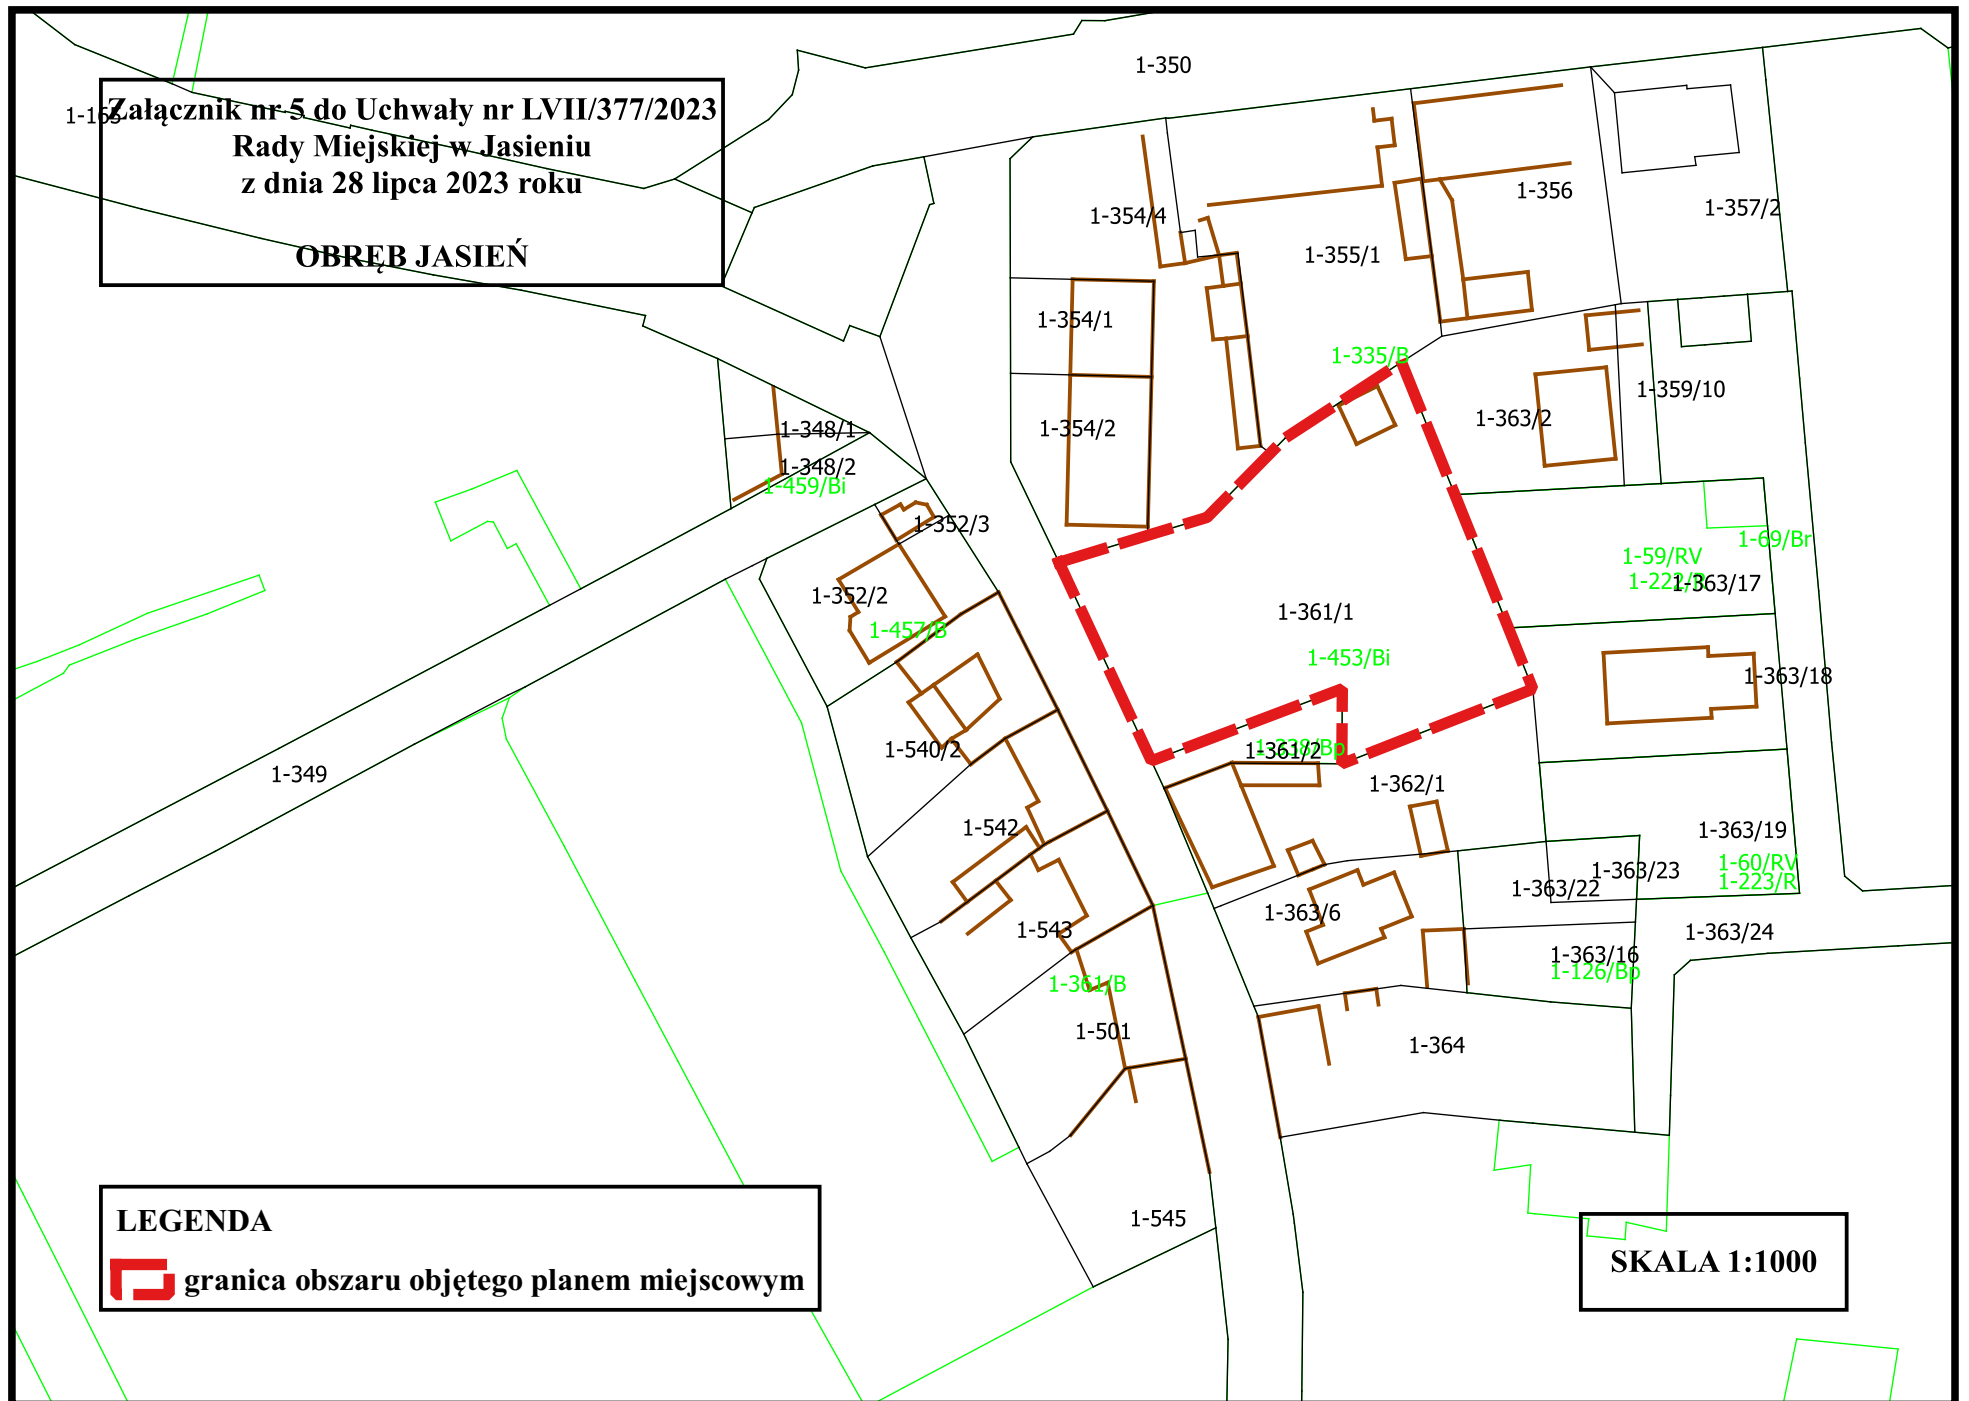 1-350
1-165
Załącznik nr 5 do Uchwały nr LVII/377/2023
Rady Miejskiej w Jasieniu
z dnia 28 lipca 2023 roku
OBRĘB JASIEŃ
1-354/4
1-356
1-357/2
1-355/1
1-354/1
1-335/B
1-359/10
1-363/2
1-354/2
1-348/1
1-348/2
1-459/Bi
1-352/3
1-69/Br
1-59/RV
1-222/R
1-363/17
1-352/2
1-457/B
1-361/1
1-453/Bi
1-363/18
1-540/2
1-338/Bp
1-361/2
1-349
1-362/1
1-542
1-363/19
1-60/RV
1-223/R
1-363/23
1-363/22
1-363/6
1-543
1-363/24
1-363/16
1-126/Bp
1-361/B
1-501
1-364
1-545
LEGENDA
granica obszaru objętego planem miejscowym
SKALA 1:1000